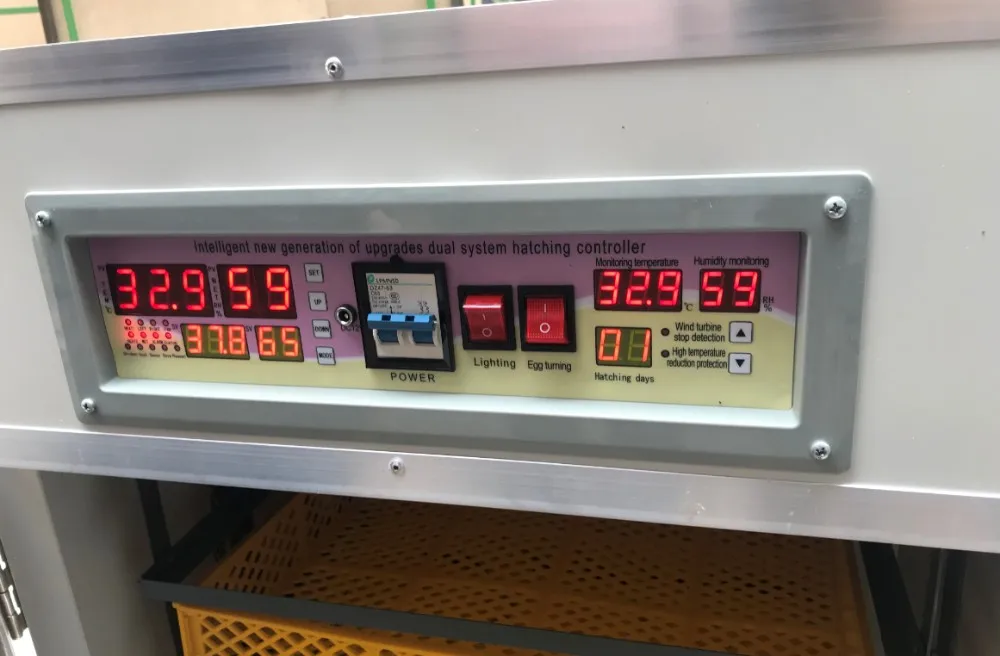 Intelligent new generation of upgrades dual system hatching controller
32.9
59
SET
UP
DOWN
MODE
37.8
65
DZ47-63
POWER
Lighting
Egg turning
Monitoring temperature
Humidity monitoring
32.9
℃
59
RH
%
01
Hatching days
Wind turbine
stop detection
High temperature
reduction protection